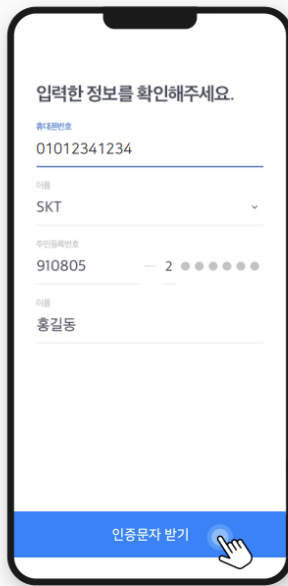 입력한 정보를 확인해주세요.
휴대폰번호
01012341234
이름
SKT
주민등록번호
910805 — 2 ●●●●●●
이름
홍길동
인증문자 받기